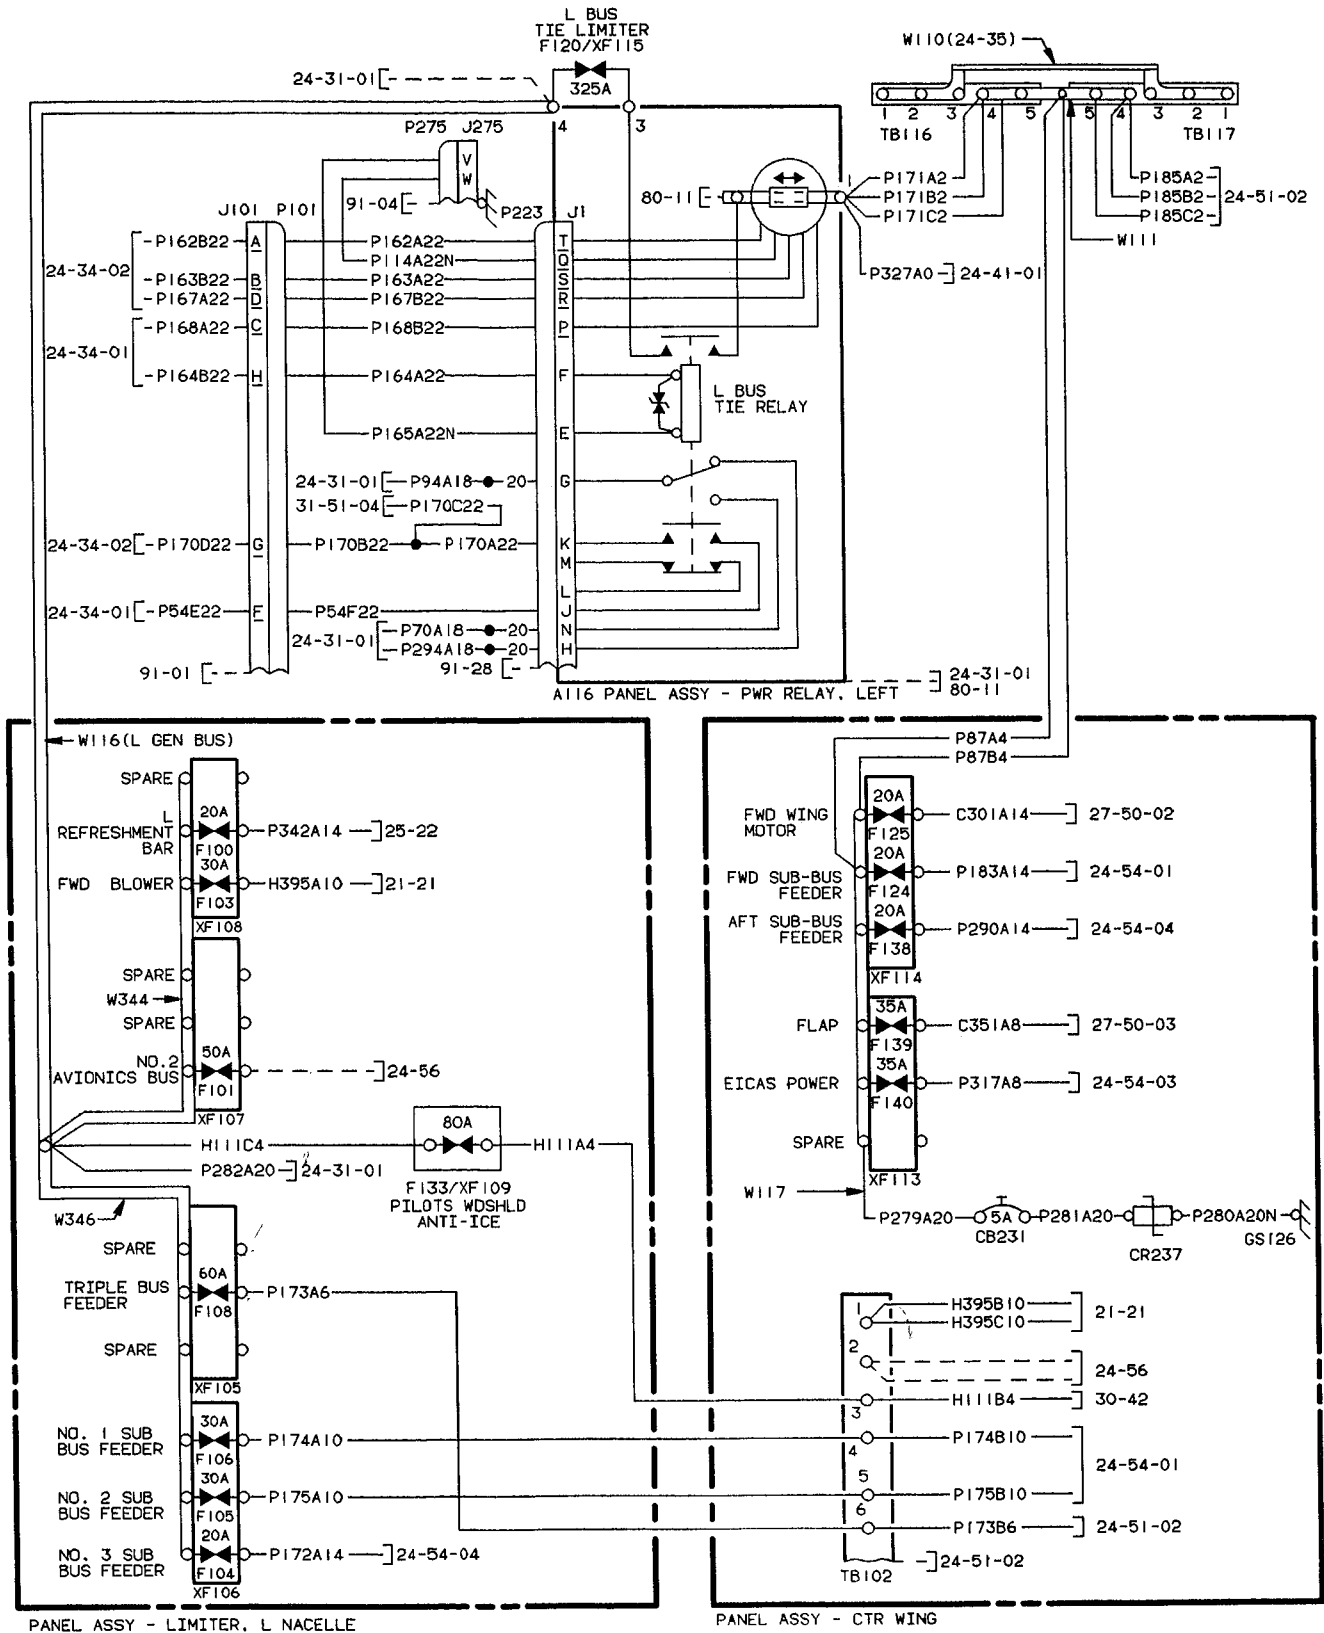 L BUS
TIE LIMITER
F120/XF115
325A
24-31-01
4
3
W110(24-35)
1 2 3 4 5 5 4 3 2 1
TB116
TB117
P275 J275
V
W
91-04
P223
J101 P101
J1
80-11
1
P171A2
P171B2
P171C2
P185A2
P185B2
P185C2
24-51-02
W111
P327A0
24-41-01
24-34-02
P162B22 A P162A22 T
P114A22N Q
P163B22 B P163A22 S
P167A22 D P167B22 R
24-34-01
P168A22 C P168B22 P
P164B22 H P164A22 F
L BUS
TIE RELAY
P165A22N E
24-31-01 P94A18 20 G
31-51-04 P170C22
24-34-02 P170D22 G P170B22 P170A22 K
M
L
24-34-01 P54E22 F P54F22 J
24-31-01
P70A18 20 N
P294A18 20 H
91-01
91-28
A116 PANEL ASSY - PWR RELAY, LEFT
24-31-01
80-11
W116(L GEN BUS)
SPARE
L
REFRESHMENT
BAR
20A
F100
P342A14 25-22
FWD BLOWER
30A
F103
H395A10 21-21
XF108
SPARE
W344
SPARE
NO.2
AVIONICS BUS
50A
F101
24-56
XF107
H111C4
80A
H111A4
P282A20 24-31-01
F133/XF109
PILOTS WDSHLD
ANTI-ICE
W346
SPARE
TRIPLE BUS
FEEDER
60A
F108
P173A6
SPARE
XF105
NO. 1 SUB
BUS FEEDER
30A
F106
P174A10
NO. 2 SUB
BUS FEEDER
30A
F105
P175A10
NO. 3 SUB
BUS FEEDER
20A
F104
P172A14 24-54-04
XF106
PANEL ASSY - LIMITER, L NACELLE
P87A4
P87B4
FWD WING
MOTOR
20A
F125
C301A14 27-50-02
FWD SUB-BUS
FEEDER
20A
F124
P183A14 24-54-01
AFT SUB-BUS
FEEDER
20A
F138
P290A14 24-54-04
XF114
FLAP
35A
F139
C351A8 27-50-03
EICAS POWER
35A
F140
P317A8 24-54-03
SPARE
XF113
W117
P279A20 5A P281A20 P280A20N
CB231
CR237
GS126
1
H395B10
H395C10
21-21
2
24-56
3
H111B4 30-42
4
P174B10
24-54-01
5
P175B10
6
P173B6 24-51-02
24-51-02
TB102
PANEL ASSY - CTR WING